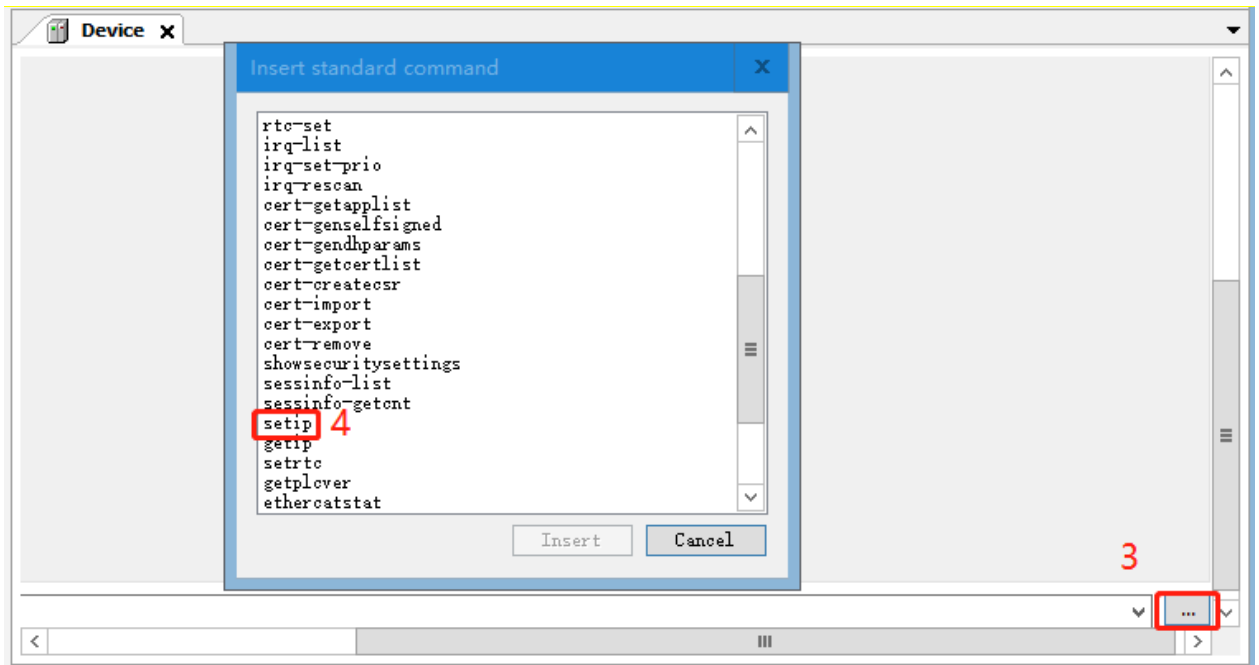 Device x
Insert standard command x
rtc-set
irq-list
irq-set-prio
irq-rescan
cert-getapplist
cert-genselfsigned
cert-gendhparams
cert-getcertlist
cert-createcsr
cert-import
cert-export
cert-remove
showsecuritysettings
sessinfo-list
sessinfo-getcnt
setip 4
getip
setrtc
getplcver
ethercatstat
Insert Cancel
3
...